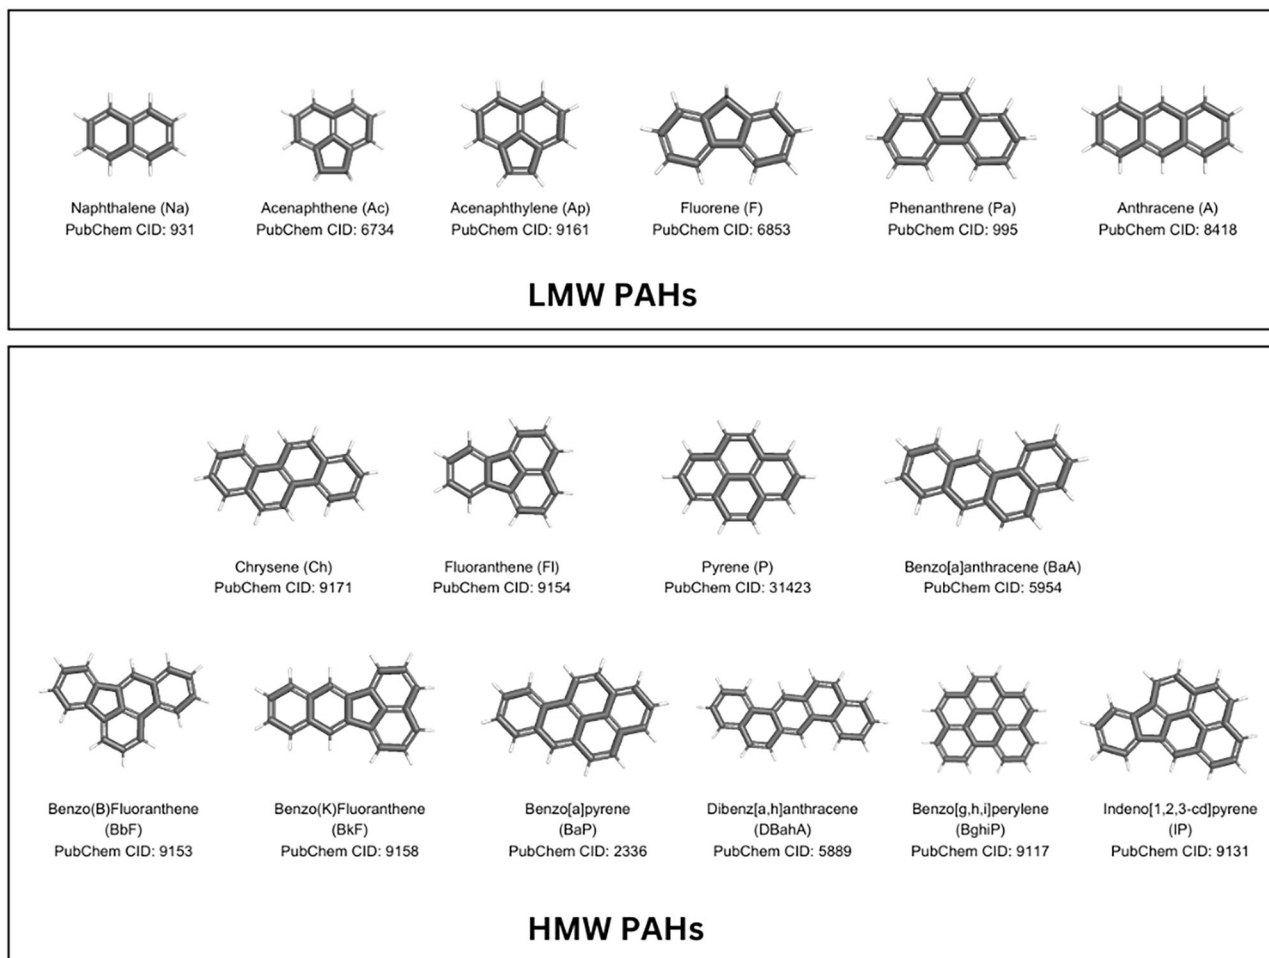 Naphthalene (Na)
PubChem CID: 931
Acenaphthene (Ac)
PubChem CID: 6734
Acenaphthylene (Ap)
PubChem CID: 9161
Fluorene (F)
PubChem CID: 6853
Phenanthrene (Pa)
PubChem CID: 995
Anthracene (A)
PubChem CID: 8418
LMW PAHs
Chrysene (Ch)
PubChem CID: 9171
Fluoranthene (Fl)
PubChem CID: 9154
Pyrene (P)
PubChem CID: 31423
Benzo[a]anthracene (BaA)
PubChem CID: 5954
Benzo(B)Fluoranthene
(BbF)
PubChem CID: 9153
Benzo(K)Fluoranthene
(BkF)
PubChem CID: 9158
Benzo[a]pyrene
(BaP)
PubChem CID: 2336
Dibenz[a,h]anthracene
(DBahA)
PubChem CID: 5889
Benzo[g,h,i]perylene
(BghiP)
PubChem CID: 9117
Indeno[1,2,3-cd]pyrene
(IP)
PubChem CID: 9131
HMW PAHs